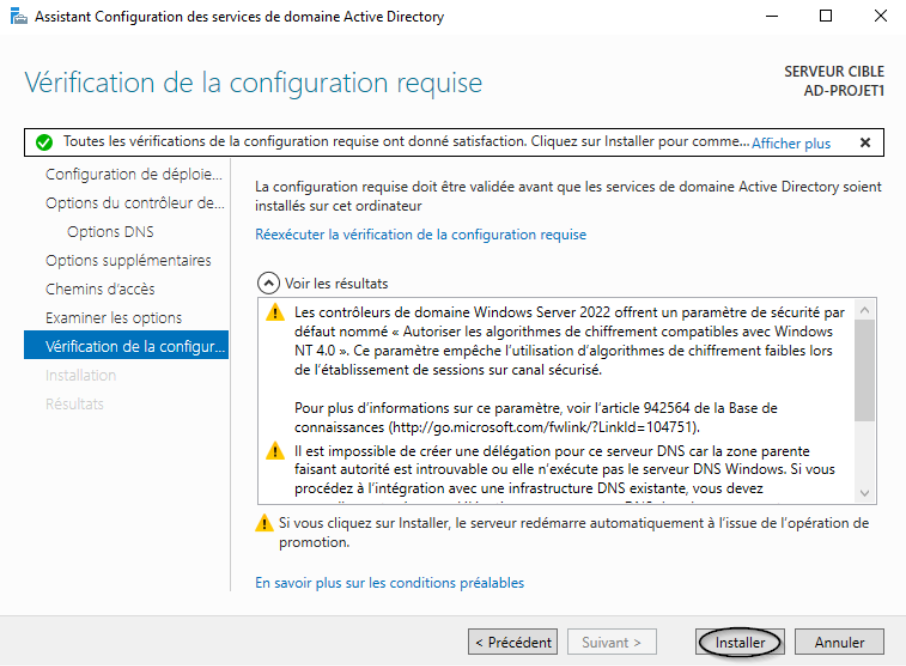 Assistant Configuration des services de domaine Active Directory
Vérification de la configuration requise
SERVEUR CIBLE
AD-PROJET1
Toutes les vérifications de la configuration requise ont donné satisfaction. Cliquez sur Installer pour comme... Afficher plus
Configuration de déploie...
Options du contrôleur de...
Options DNS
Options supplémentaires
Chemins d'accès
Examiner les options
Vérification de la configur...
Installation
Résultats
La configuration requise doit être validée avant que les services de domaine Active Directory soient
installés sur cet ordinateur
Réexécuter la vérification de la configuration requise
Voir les résultats
Les contrôleurs de domaine Windows Server 2022 offrent un paramètre de sécurité par
défaut nommé « Autoriser les algorithmes de chiffrement compatibles avec Windows
NT 4.0 ». Ce paramètre empêche l'utilisation d'algorithmes de chiffrement faibles lors
de l'établissement de sessions sur canal sécurisé.
Pour plus d'informations sur ce paramètre, voir l'article 942564 de la Base de
connaissances (http://go.microsoft.com/fwlink/?LinkId=104751).
Il est impossible de créer une délégation pour ce serveur DNS car la zone parente
faisant autorité est introuvable ou elle n'exécute pas le serveur DNS Windows. Si vous
procédez à l'intégration avec une infrastructure DNS existante, vous devez
Si vous cliquez sur Installer, le serveur redémarre automatiquement à l'issue de l'opération de
promotion.
En savoir plus sur les conditions préalables
< Précédent
Suivant >
Installer
Annuler